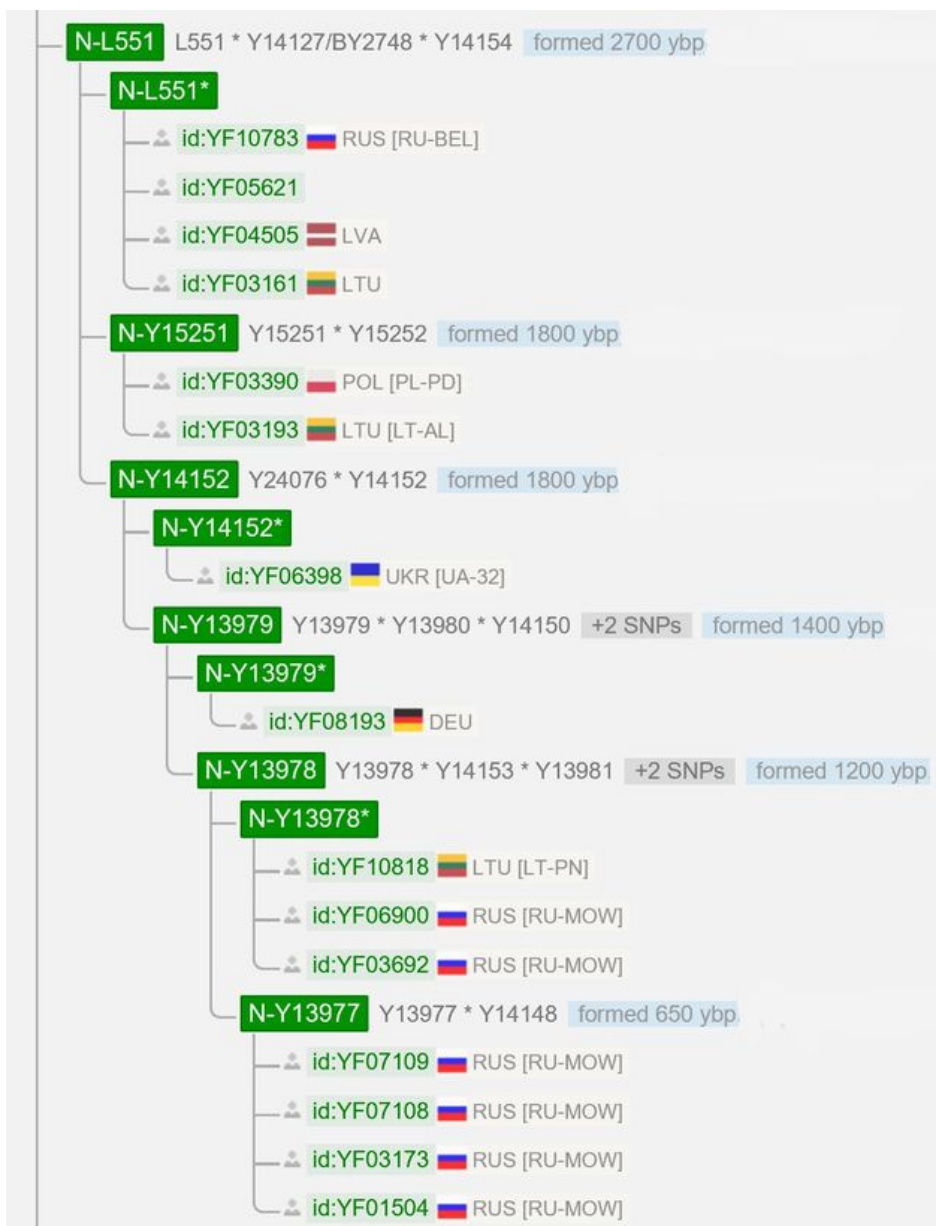 N-L551 L551 * Y14127/BY2748 * Y14154 formed 2700 ybp
N-L551*
id:YF10783 RUS [RU-BEL]
id:YF05621
id:YF04505 LVA
id:YF03161 LTU
N-Y15251 Y15251 * Y15252 formed 1800 ybp
id:YF03390 POL [PL-PD]
id:YF03193 LTU [LT-AL]
N-Y14152 Y24076 * Y14152 formed 1800 ybp
N-Y14152*
id:YF06398 UKR [UA-32]
N-Y13979 Y13979 * Y13980 * Y14150 +2 SNPs formed 1400 ybp
N-Y13979*
id:YF08193 DEU
N-Y13978 Y13978 * Y14153 * Y13981 +2 SNPs formed 1200 ybp
N-Y13978*
id:YF10818 LTU [LT-PN]
id:YF06900 RUS [RU-MOW]
id:YF03692 RUS [RU-MOW]
N-Y13977 Y13977 * Y14148 formed 650 ybp
id:YF07109 RUS [RU-MOW]
id:YF07108 RUS [RU-MOW]
id:YF03173 RUS [RU-MOW]
id:YF01504 RUS [RU-MOW]